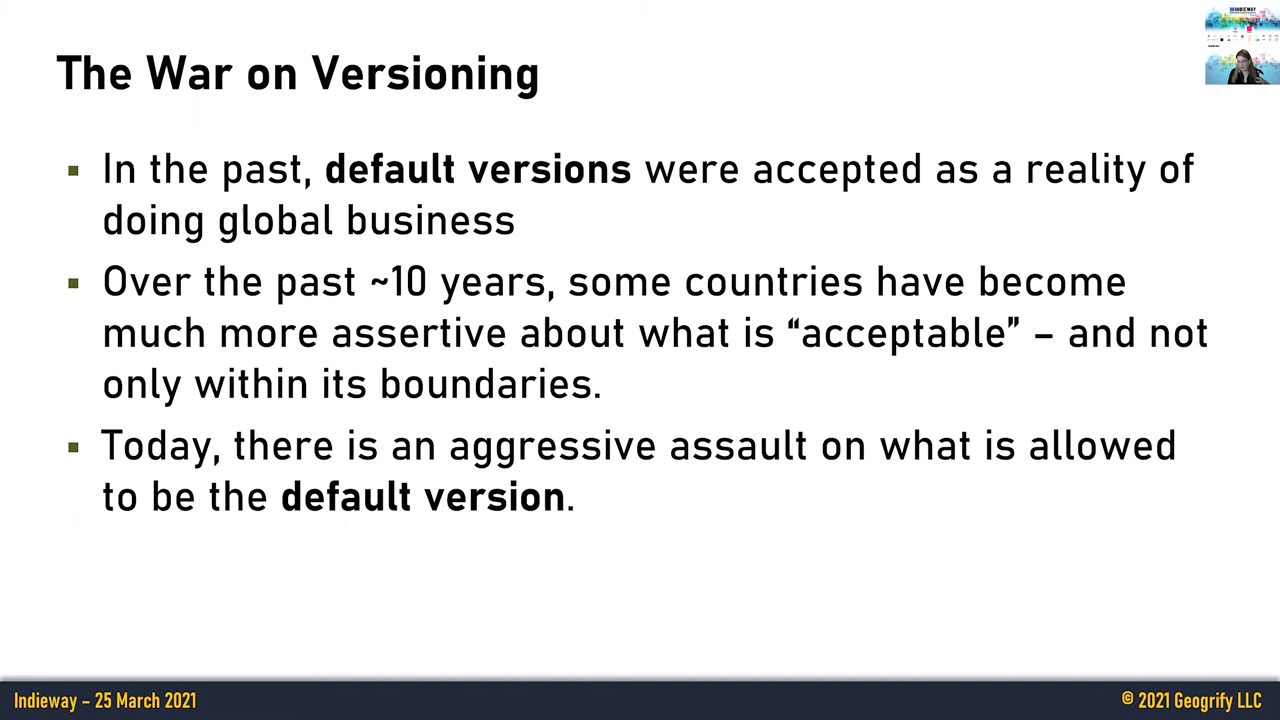 The War on Versioning
INDIEWAY
▪ In the past, default versions were accepted as a reality of
doing global business
▪ Over the past ~10 years, some countries have become
much more assertive about what is “acceptable” – and not
only within its boundaries.
▪ Today, there is an aggressive assault on what is allowed
to be the default version.
Indieway – 25 March 2021
© 2021 Geogrify LLC